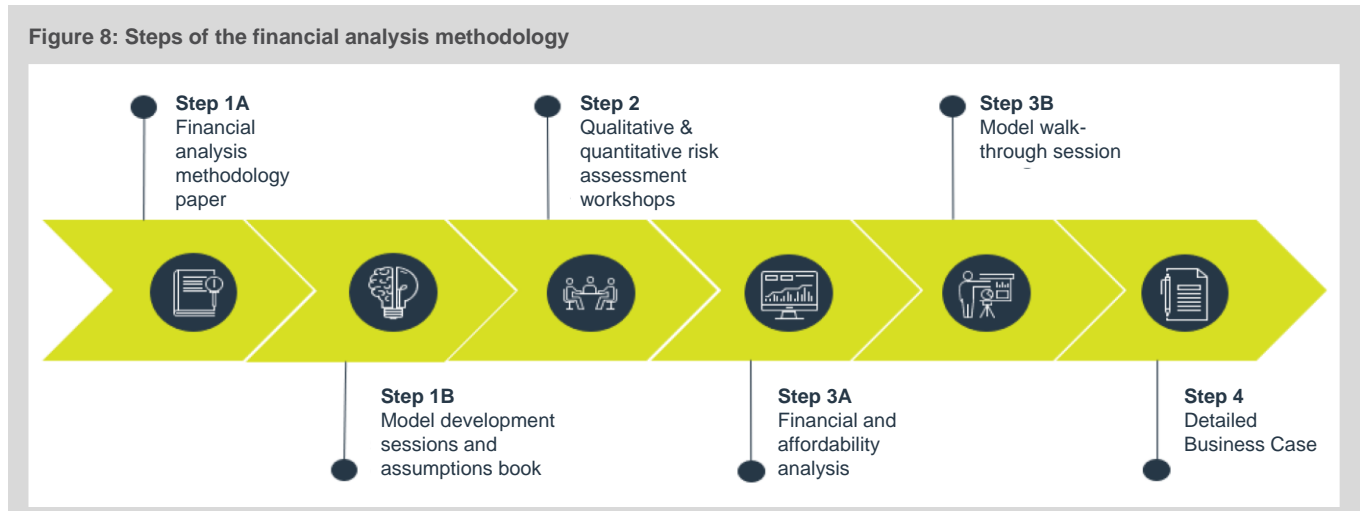 Figure 8: Steps of the financial analysis methodology
Step 1A
Financial
analysis
methodology
paper
Step 1B
Model development
sessions and
assumptions book
Step 2
Qualitative &
quantitative risk
assessment
workshops
Step 3A
Financial and
affordability
analysis
Step 3B
Model walk-
through session
Step 4
Detailed
Business Case